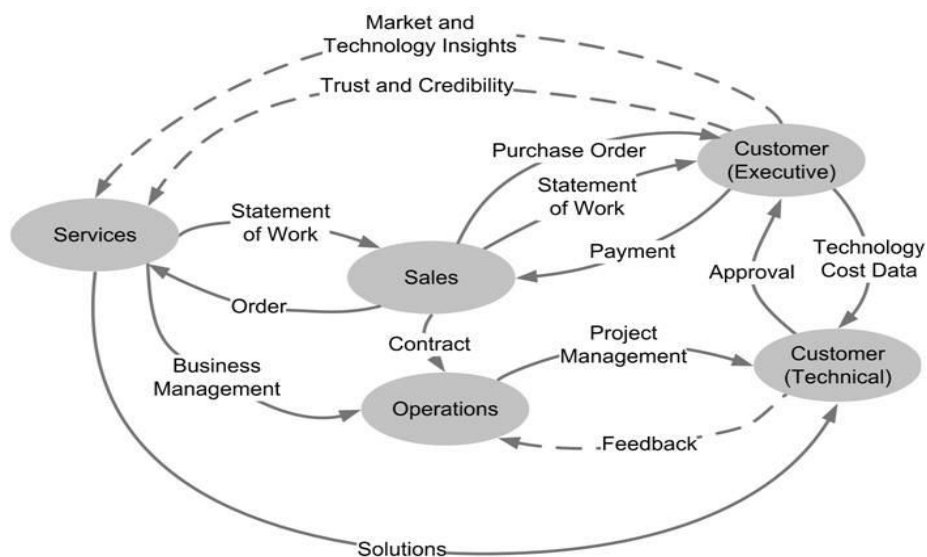 Market and
Technology Insights
Trust and Credibility
Customer
(Executive)
Purchase Order
Statement
of Work
Statement
of Work
Services
Payment
Technology
Cost Data
Approval
Sales
Order
Contract
Project
Management
Customer
(Technical)
Business
Management
Operations
Feedback
Solutions